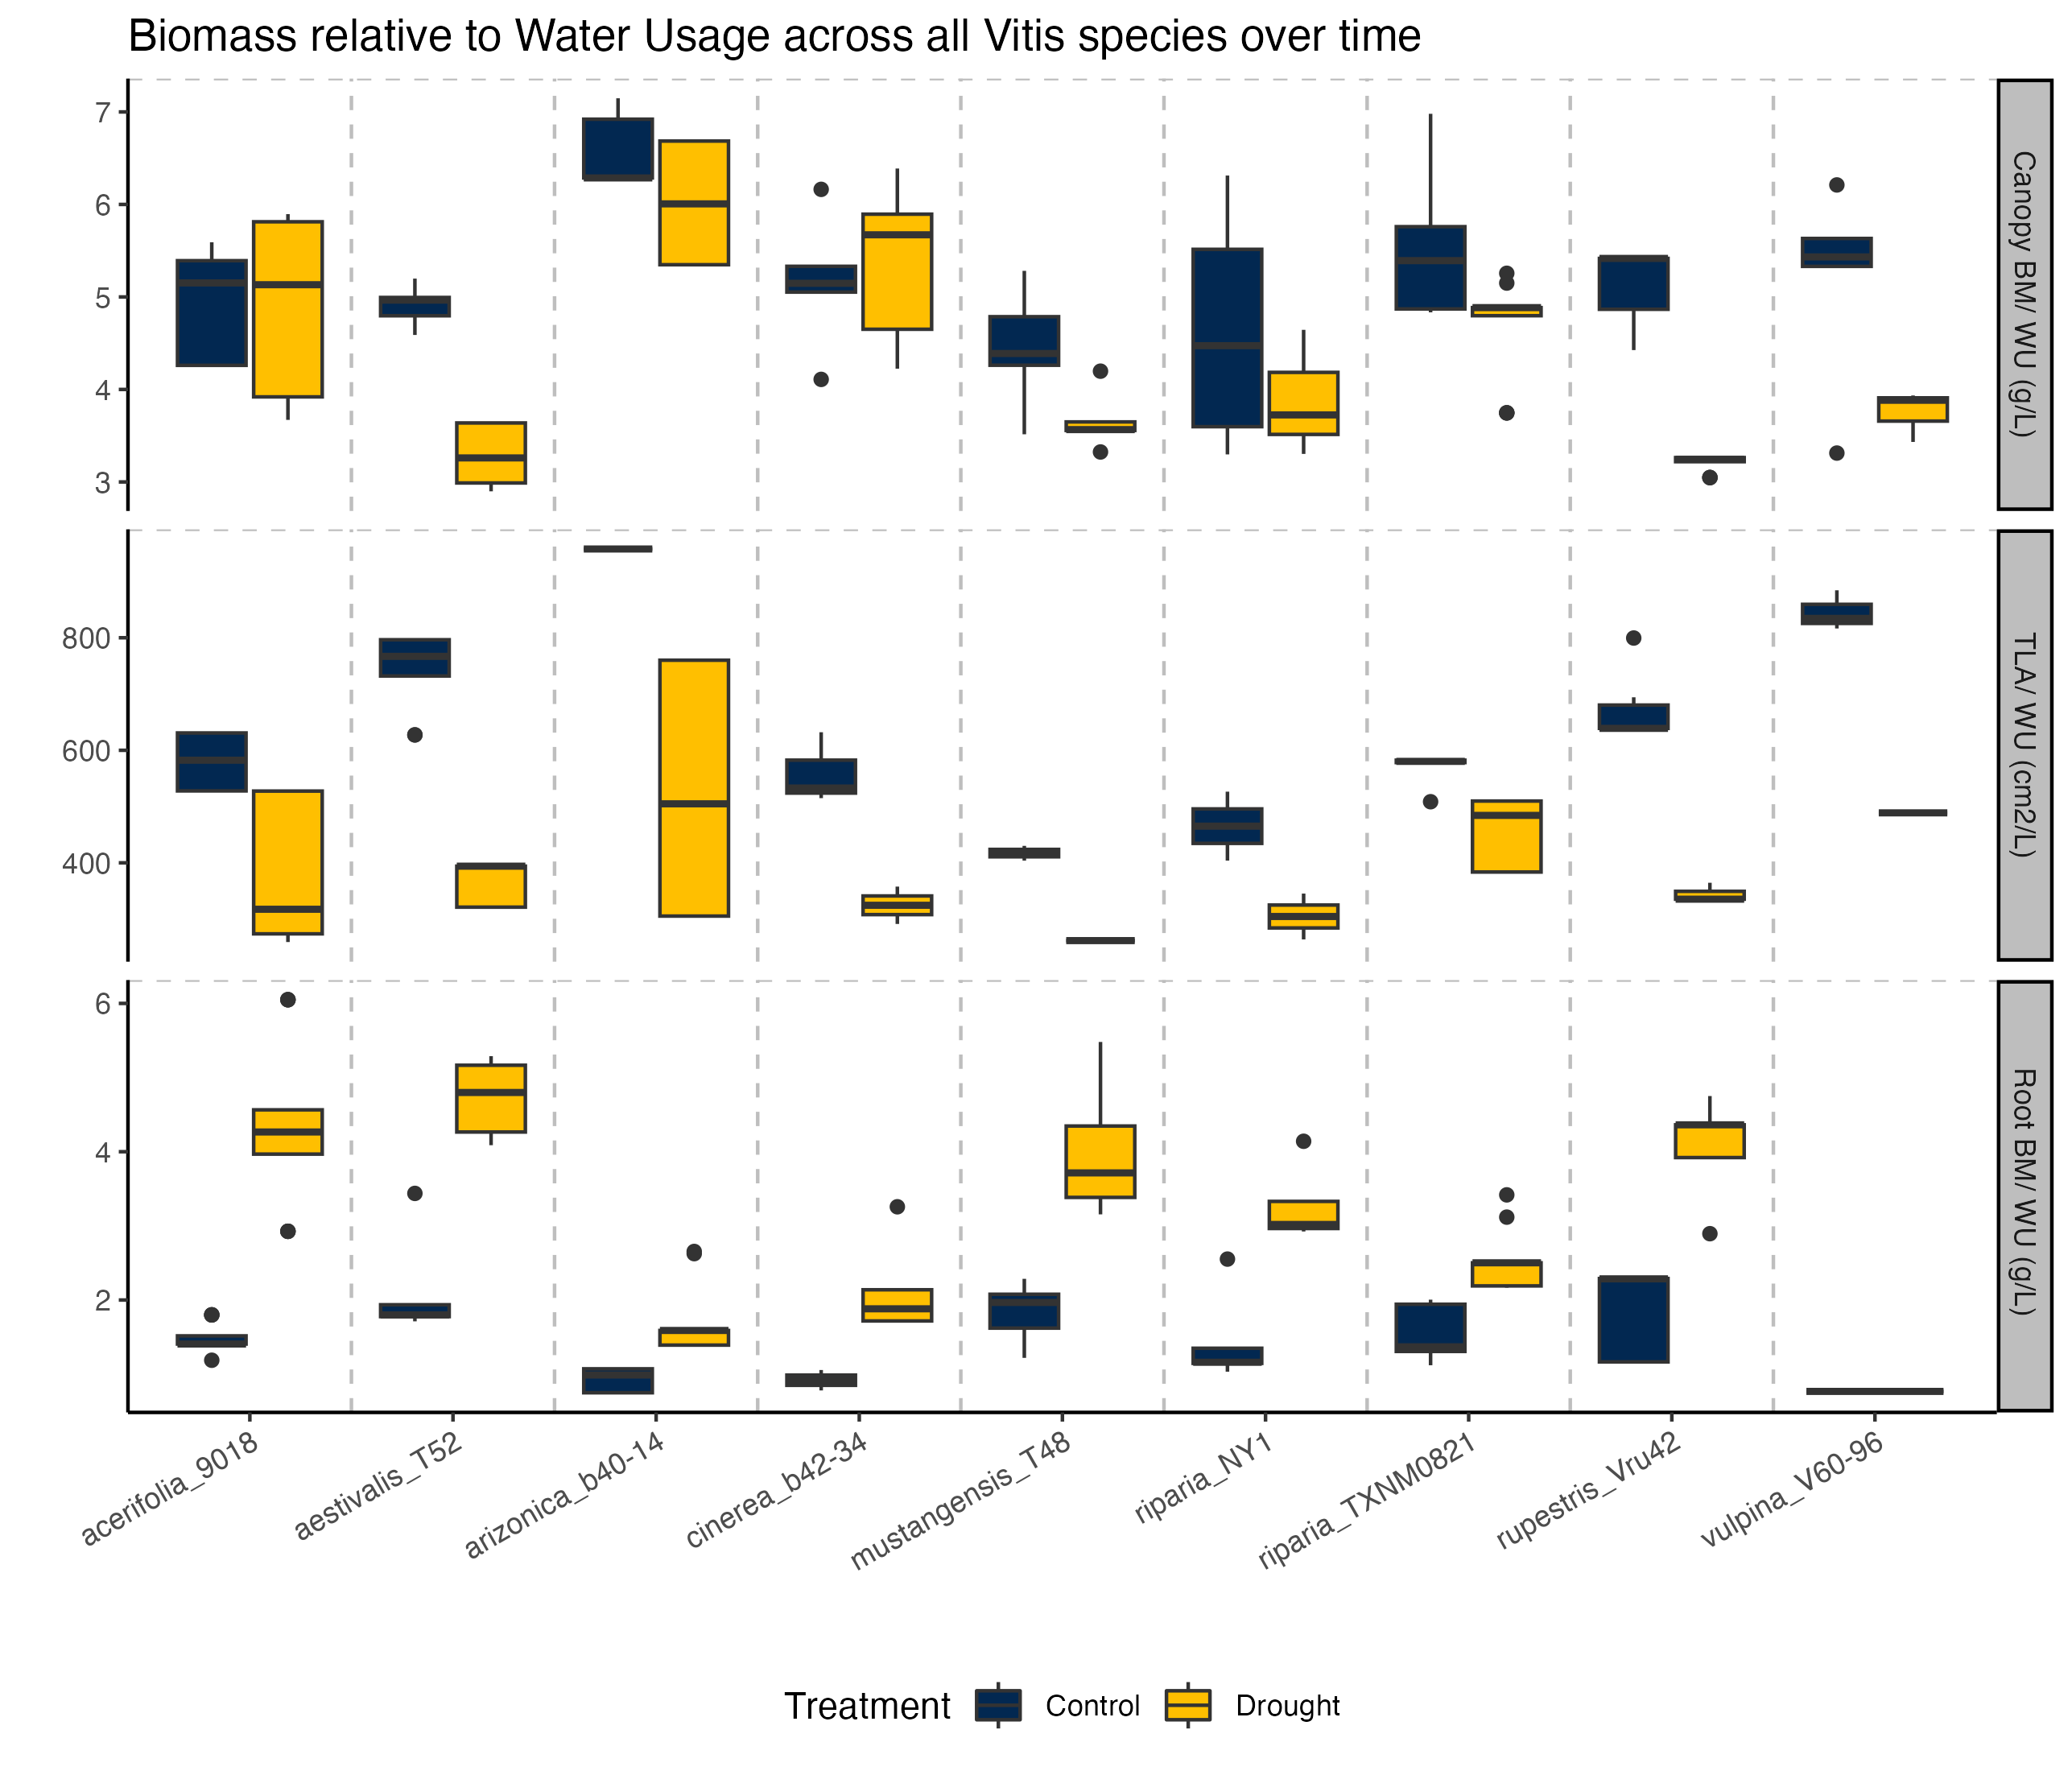 Biomass relative to Water Usage across all Vitis species over time
7
6
5
4
3
Canopy BM/ WU (g/L)
800
600
400
TLA/ WU (cm2/L)
6
4
2
Root BM/ WU (g/L)
acerifolia_9018
aestivalis_T52
arizonica_b40-14
cinerea_b42-34
mustangensis_T48
riparia_NY1
riparia_TXNM0821
rupestris_Vru42
vulpina_V60-96
Treatment Control Drought